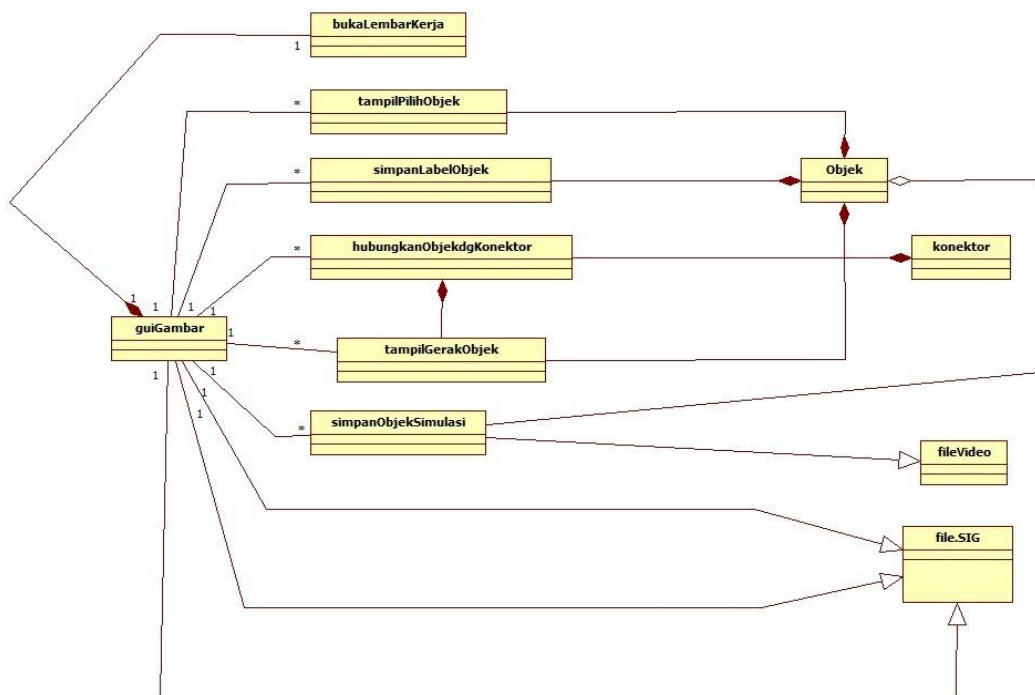 bukaLembarKerja
1
tampilPilihObjek
*
simpanLabelObjek
*
Objek
hubungkanObjekdgKonektor
*
konektor
1
1
1
1
guiGambar
1
*
tampilGerakObjek
1
1
1
simpanObjekSimulasi
*
fileVideo
file.SIG